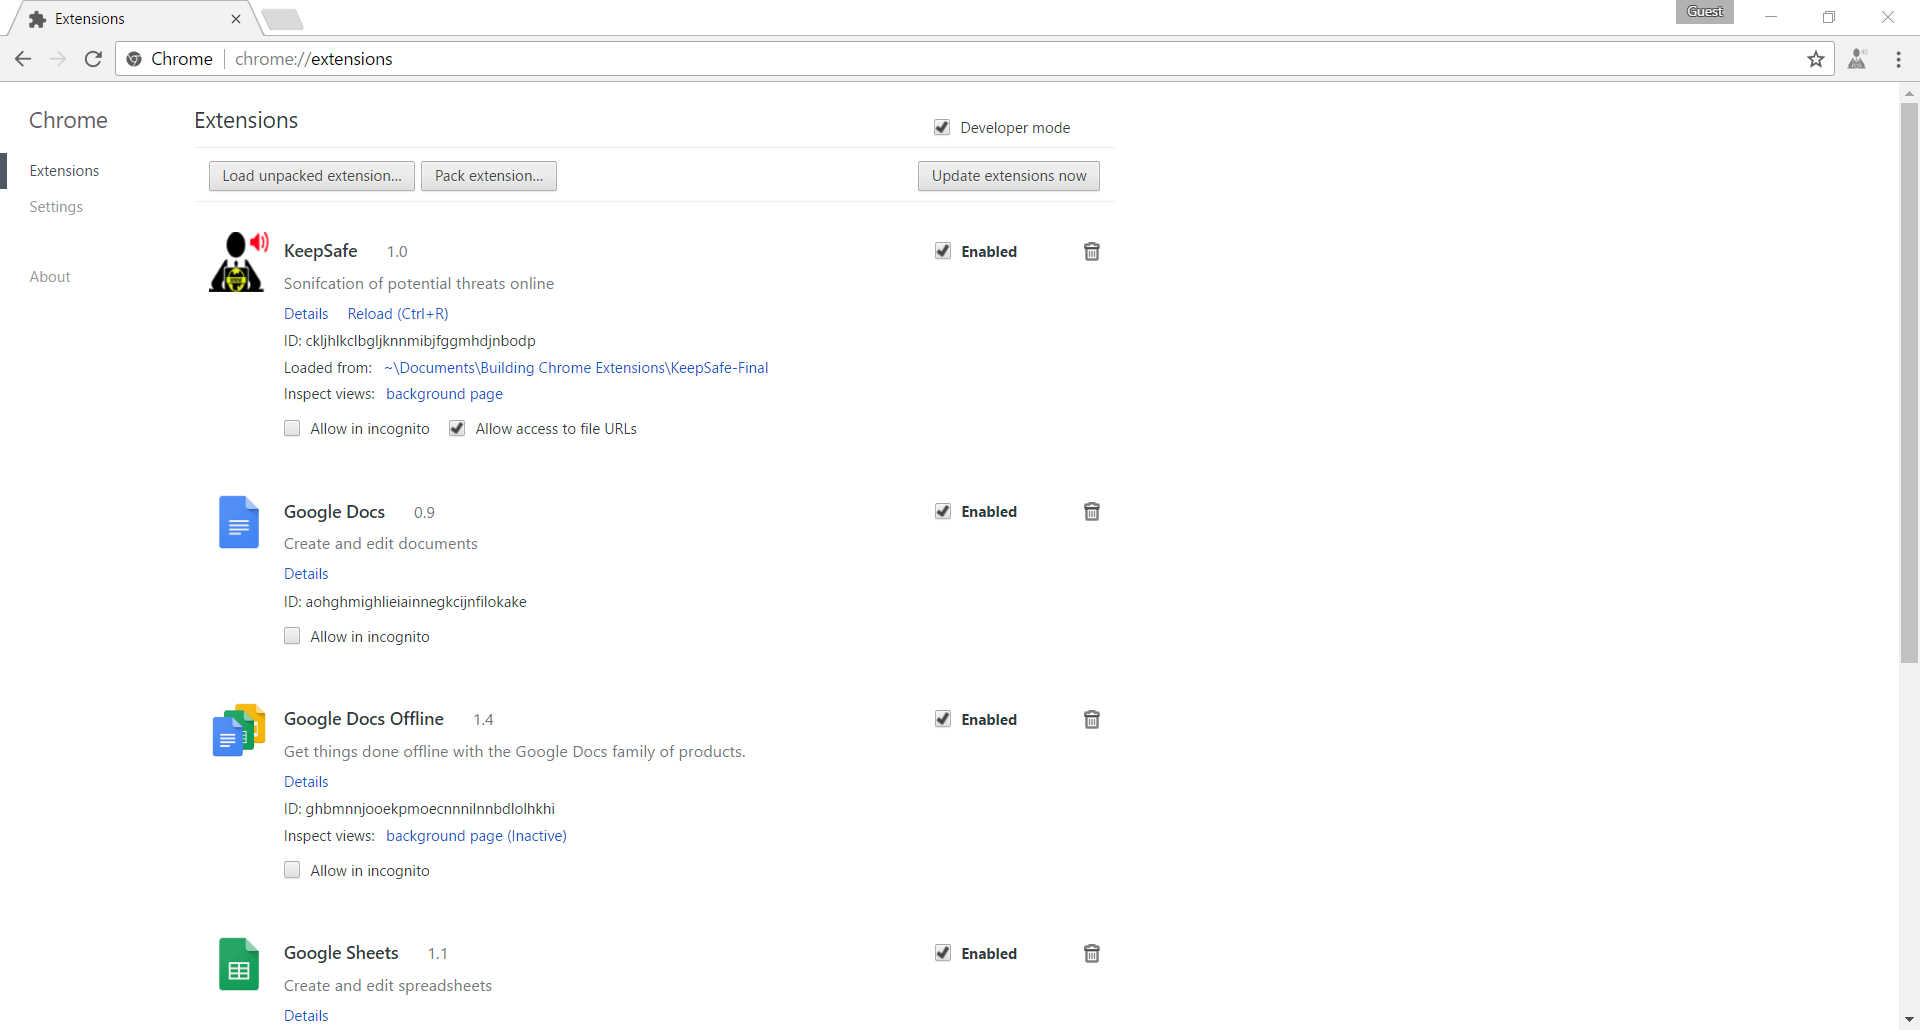 Extensions
Guest
Chrome chrome://extensions
Chrome
Extensions
Developer mode
Extensions
Settings
About
Load unpacked extension...
Pack extension...
Update extensions now
KeepSafe 1.0
Enabled
Sonifcation of potential threats online
Details Reload (Ctrl+R)
ID: ckljhlkclbgljknnmibjfggmhdjnbodp
Loaded from: ~\Documents\Building Chrome Extensions\KeepSafe-Final
Inspect views: background page
Allow in incognito Allow access to file URLs
Google Docs 0.9
Enabled
Create and edit documents
Details
ID: aohghmighlieiainnegkcijnfilokake
Allow in incognito
Google Docs Offline 1.4
Enabled
Get things done offline with the Google Docs family of products.
Details
ID: ghbmnnjooekpmoecnnnilnnbdlolhkhi
Inspect views: background page (Inactive)
Allow in incognito
Google Sheets 1.1
Enabled
Create and edit spreadsheets
Details